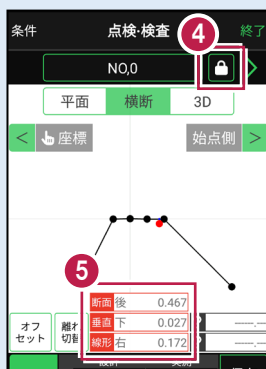 条件 点検·検査 4 終了
NO,0
平面 横断 3D
< 座標 始点側 >
5
断面 後 0.467
オフセット 離れ切替 垂直 下 0.027
線形 右 0.172